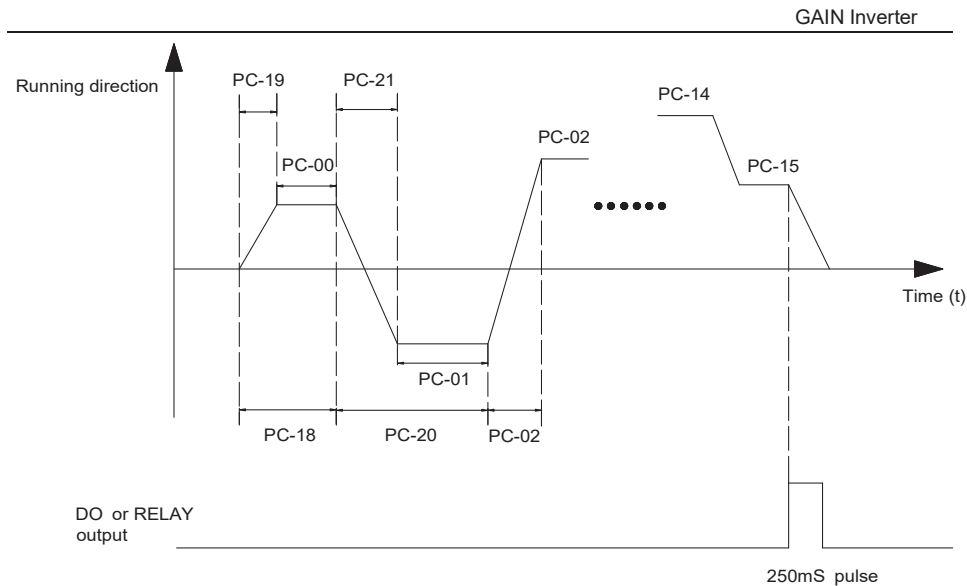 GAIN Inverter
Running direction
PC-19
PC-21
PC-14
PC-02
PC-00
PC-15
Time (t)
PC-01
PC-18
PC-20
PC-02
DO or RELAY
output
250mS pulse